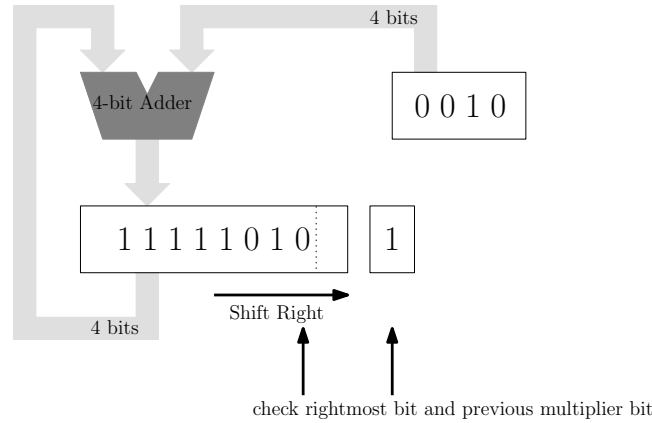 4 bits
4-bit Adder
0 0 1 0
1 1 1 1 1 0 1 0
1
Shift Right
4 bits
check rightmost bit and previous multiplier bit